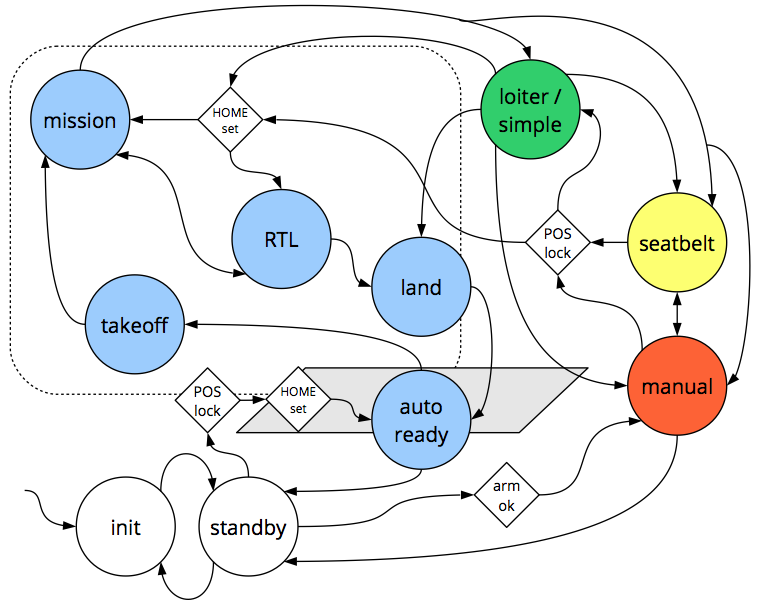 loiter /
simple
mission
HOME
set
POS
lock
seatbelt
RTL
land
takeoff
manual
POS
lock
HOME
set
auto
ready
arm
ok
init
standby